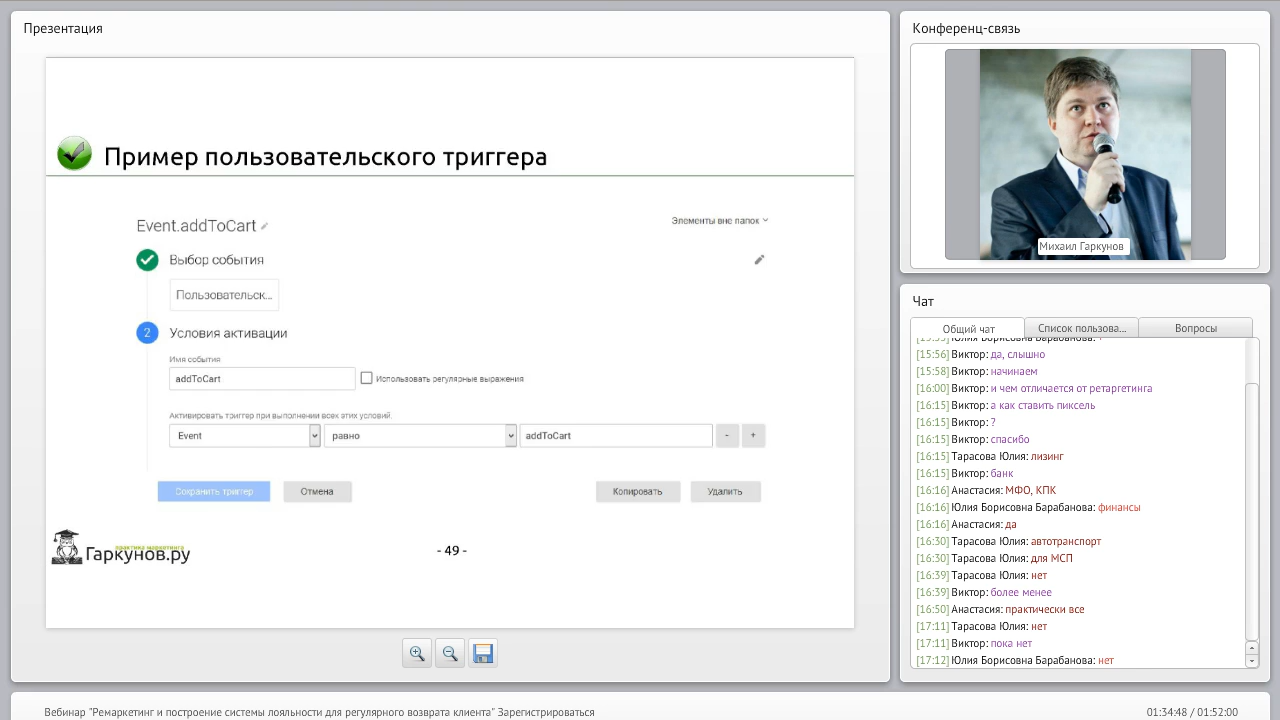 Презентация
Пример пользовательского триггера
Event.addToCart
Элементы вне папок
Выбор события
Пользовательск...
2
Условия активации
Имя события
addToCart
Использовать регулярные выражения
Активировать триггер при выполнении всех этих условий.
Event
равно
addToCart
-
+
Сохранить триггер
Отмена
Копировать
Удалить
практика маркетинга
Гаркунов.ру
- 49 -
Конференц-связь
Михаил Гаркунов
Чат
Общий чат
Список пользова...
Вопросы
[15:56] Виктор: да, слышно
[15:58] Виктор: начинаем
[16:00] Виктор: и чем отличается от ретаргетинга
[16:15] Виктор: а как ставить пиксель
[16:15] Виктор: ?
[16:15] Виктор: спасибо
[16:15] Тарасова Юлия: лизинг
[16:15] Виктор: банк
[16:16] Анастасия: МФО, КПК
[16:16] Юлия Борисовна Барабанова: финансы
[16:16] Анастасия: да
[16:30] Тарасова Юлия: автотранспорт
[16:30] Тарасова Юлия: для МСП
[16:39] Тарасова Юлия: нет
[16:39] Виктор: более менее
[16:50] Анастасия: практически все
[17:11] Тарасова Юлия: нет
[17:11] Виктор: пока нет
[17:12] Юлия Борисовна Барабанова: нет
Вебинар "Ремаркетинг и построение системы лояльности для регулярного возврата клиента" Зарегистрироваться
01:34:48 / 01:52:00